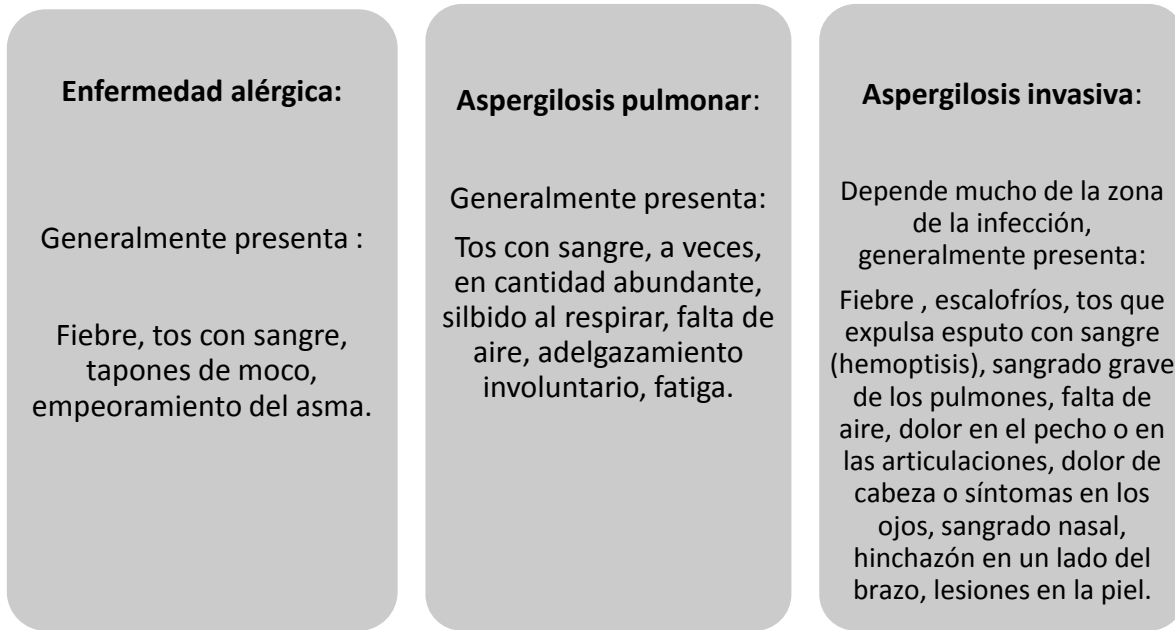 Enfermedad alérgica:
Generalmente presenta :
Fiebre, tos con sangre,
tapones de moco,
empeoramiento del asma.
Aspergilosis pulmonar:
Generalmente presenta:
Tos con sangre, a veces,
en cantidad abundante,
silbido al respirar, falta de
aire, adelgazamiento
involuntario, fatiga.
Aspergilosis invasiva:
Depende mucho de la zona
de la infección,
generalmente presenta:
Fiebre , escalofríos, tos que
expulsa esputo con sangre
(hemoptisis), sangrado grave
de los pulmones, falta de
aire, dolor en el pecho o en
las articulaciones, dolor de
cabeza o síntomas en los
ojos, sangrado nasal,
hinchazón en un lado del
brazo, lesiones en la piel.